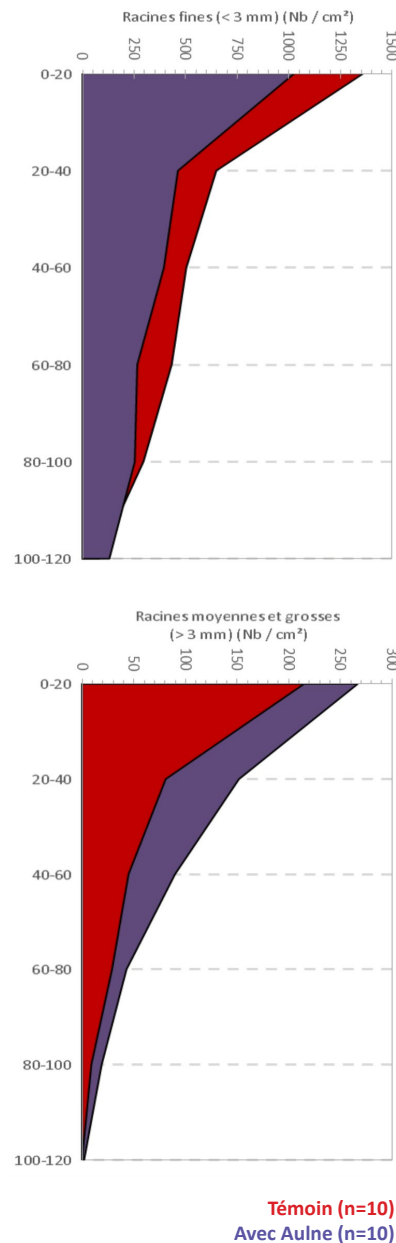 Racines fines (< 3 mm) (Nb / cm²)
0 250 500 750 1000 1250 1500
0-20
20-40
40-60
60-80
80-100
100-120
Racines moyennes et grosses
(> 3 mm) (Nb / cm²)
0 50 100 150 200 250 300
0-20
20-40
40-60
60-80
80-100
100-120
Témoin (n=10)
Avec Aulne (n=10)